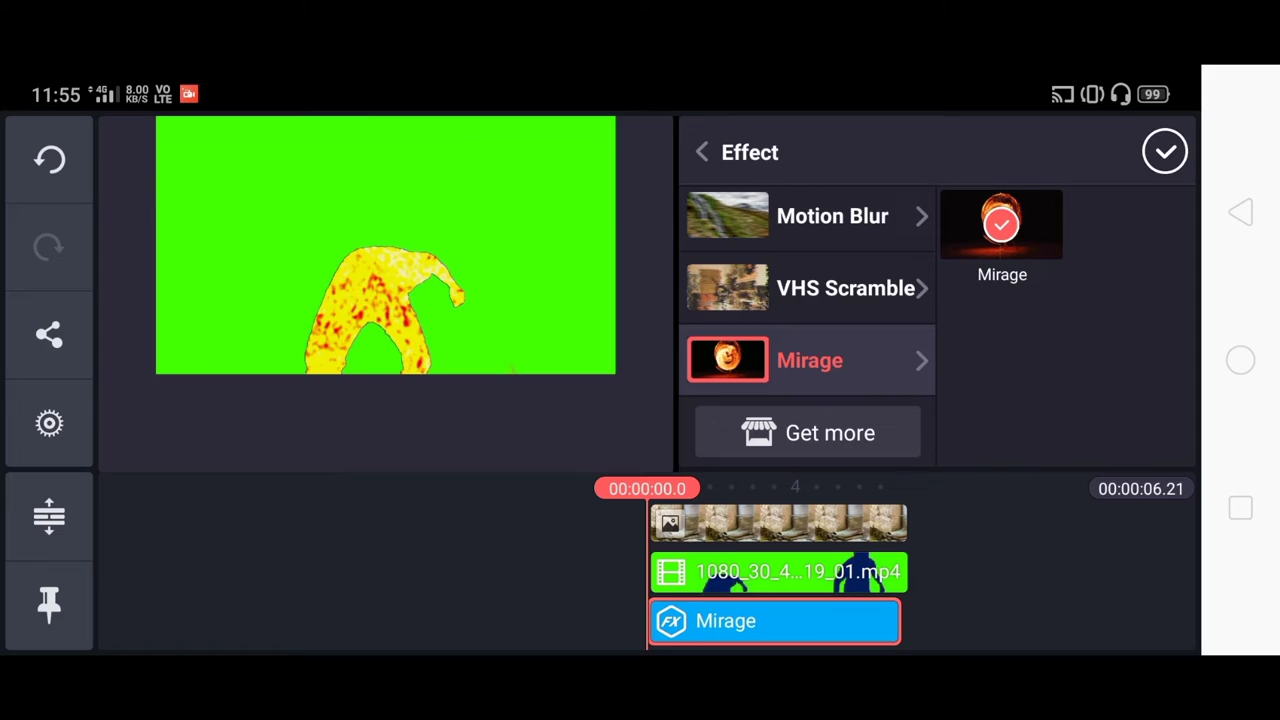 11:55 4G 8.00 KB/S VO LTE 99
Effect
Motion Blur
VHS Scramble
Mirage
Get more
Mirage
00:00:00.0 4 00:00:06.21
1080_30_4...19_01.mp4
FX Mirage